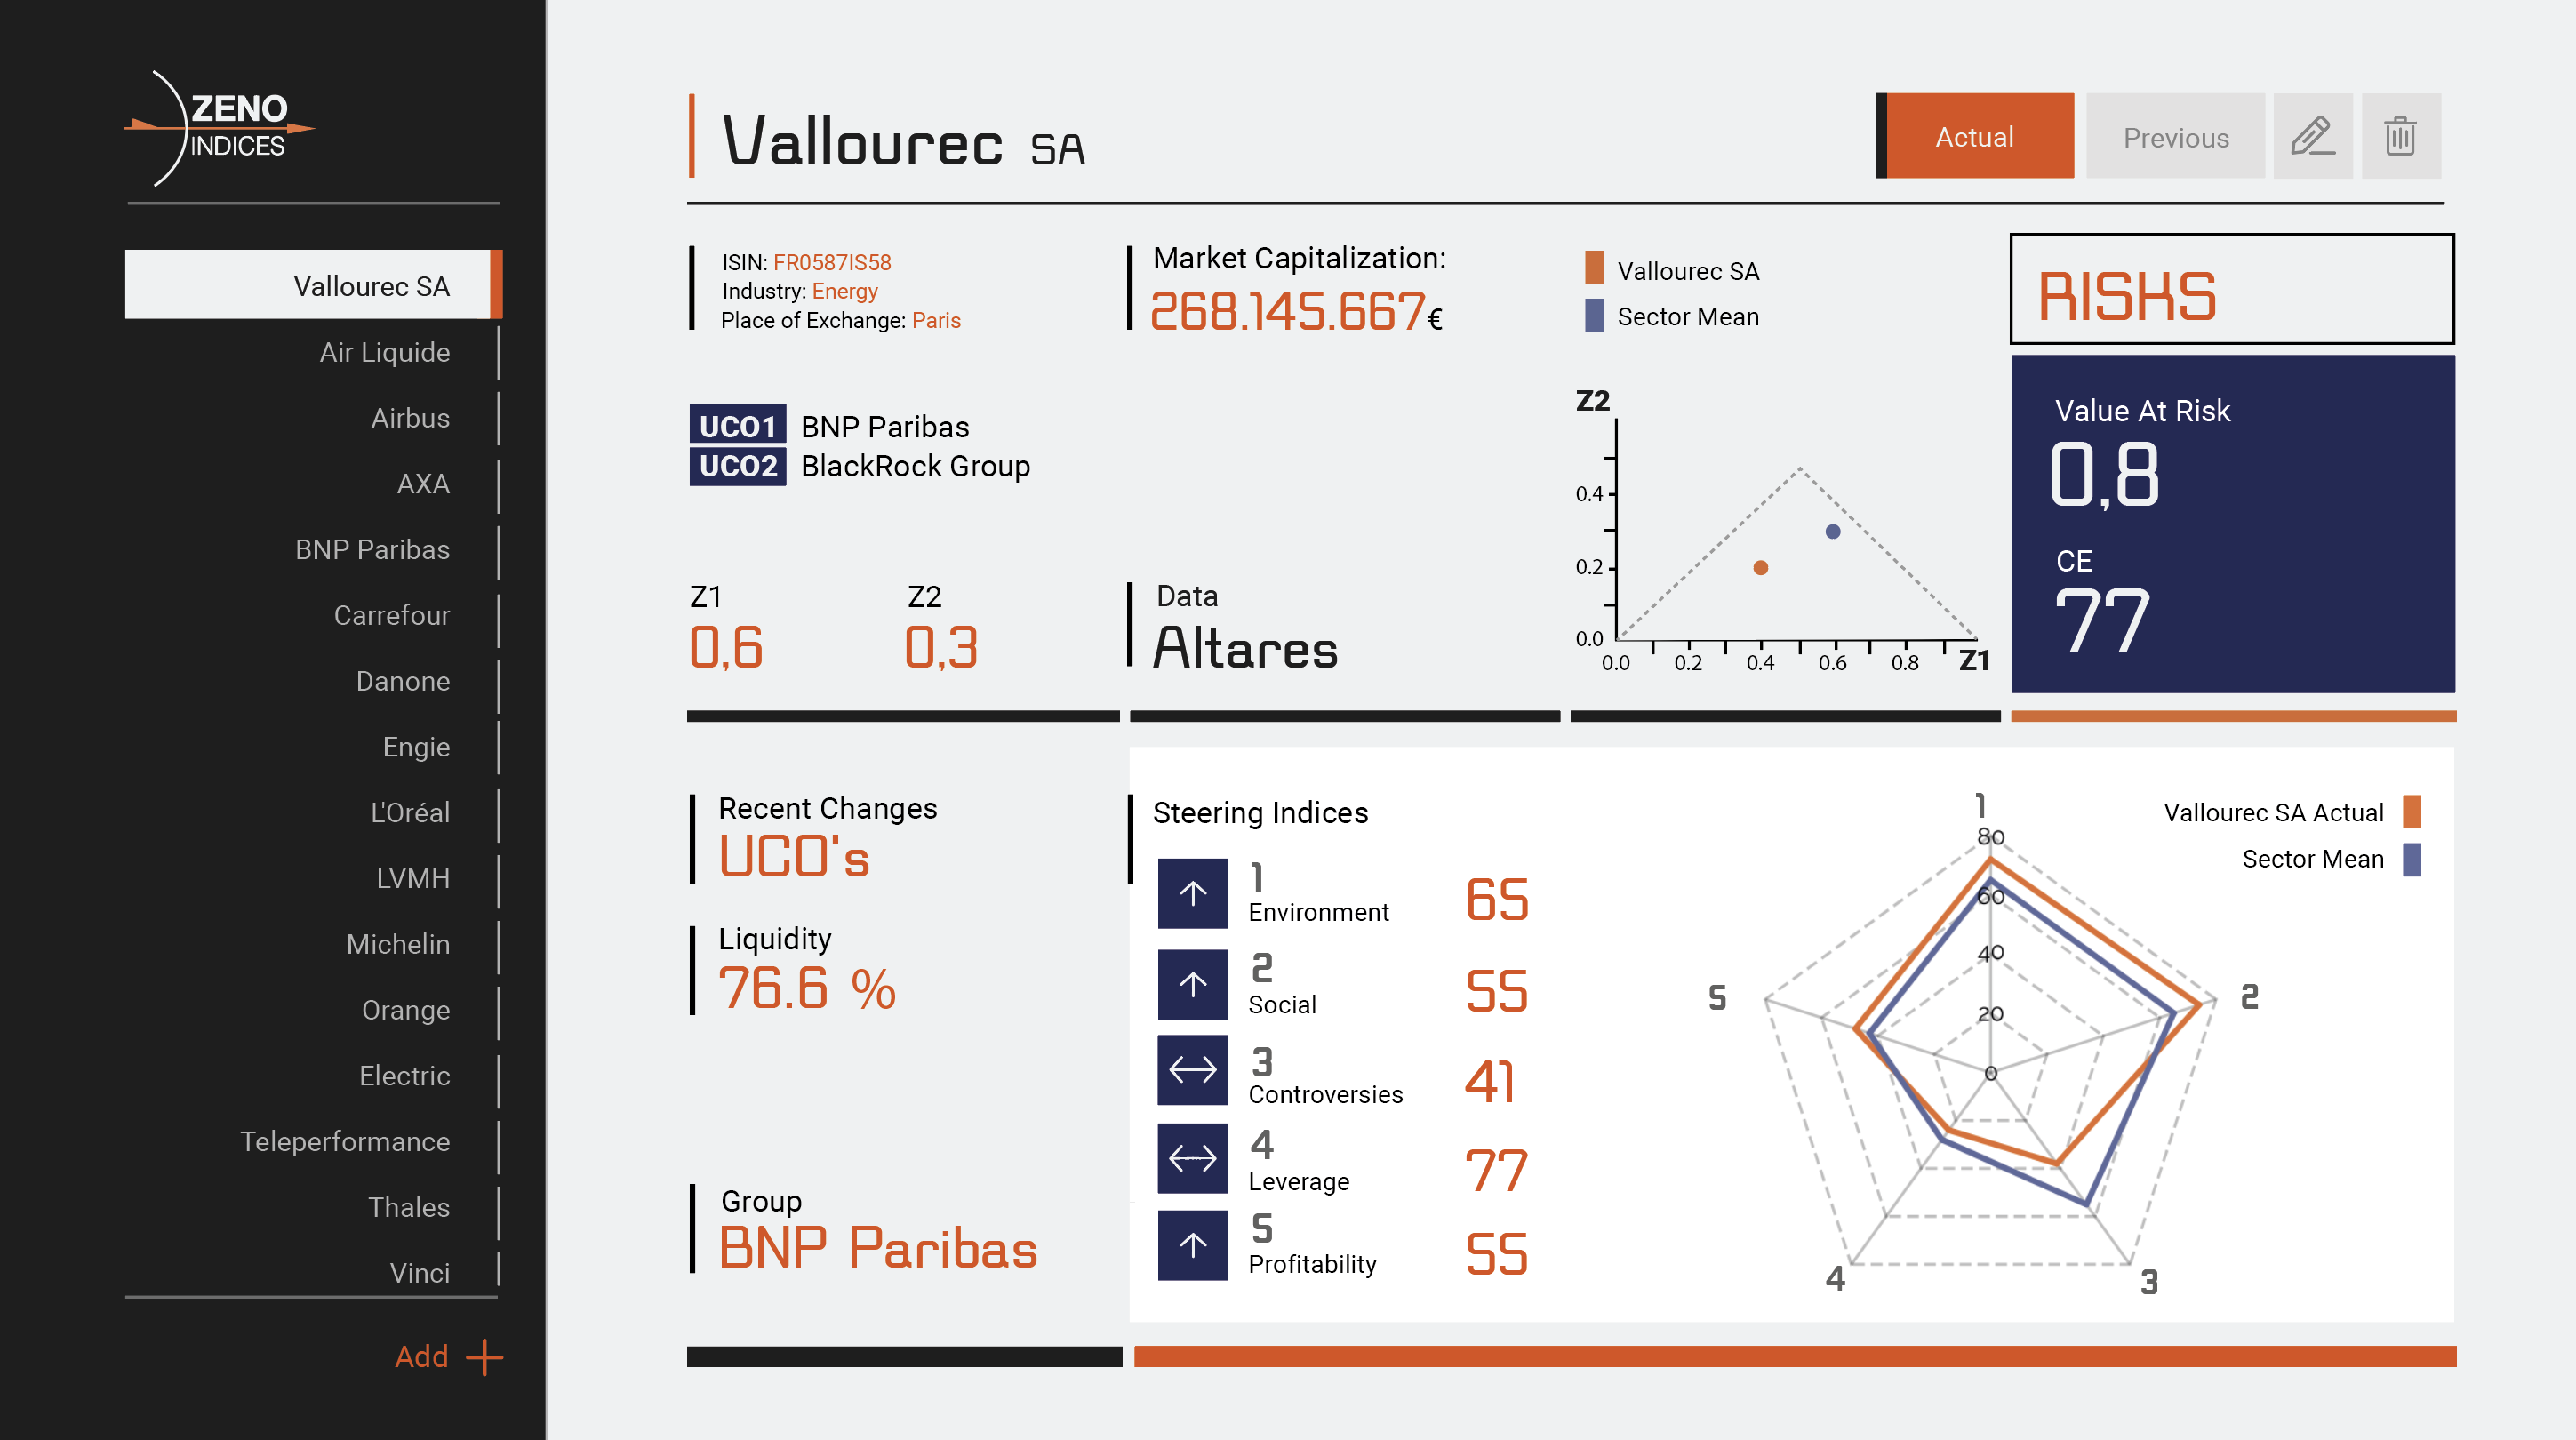 ZENO
INDICES
Vallourec SA
Air Liquide
Airbus
AXA
BNP Paribas
Carrefour
Danone
Engie
L'Oréal
LVMH
Michelin
Orange
Electric
Teleperformance
Thales
Vinci
Add
Vallourec SA
Actual
Previous
ISIN: FR0587IS58
Industry: Energy
Place of Exchange: Paris
Market Capitalization:
268.145.667€
Vallourec SA
Sector Mean
RISKS
UCO1 BNP Paribas
UCO2 BlackRock Group
Z1
0,6
Z2
0,3
Data
Altares
Z2
0.4
0.2
0.0
0.0 0.2 0.4 0.6 0.8 Z1
Value At Risk
0,8
CE
77
Recent Changes
UCO's
Liquidity
76.6 %
Group
BNP Paribas
Steering Indices
1
Environment 65
2
Social 55
3
Controversies 41
4
Leverage 77
5
Profitability 55
Vallourec SA Actual
Sector Mean
1
80
60
40
20
0
5
2
4
3